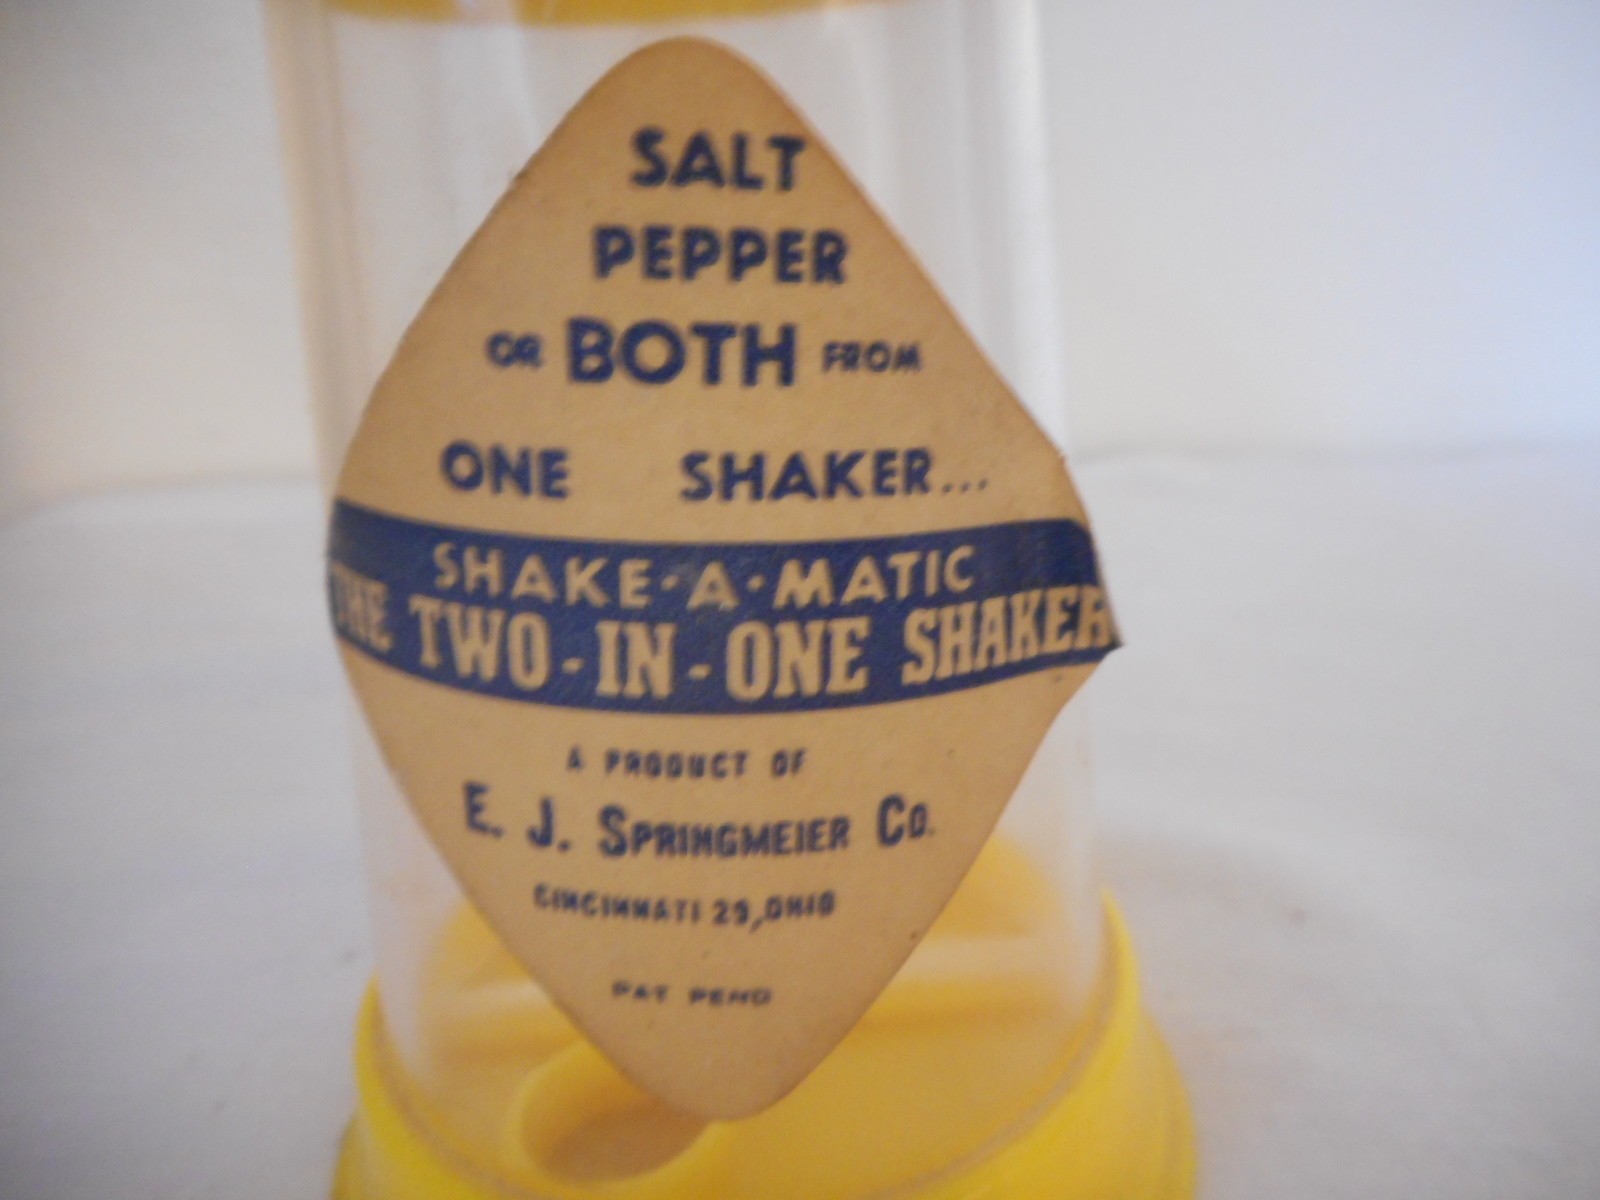 SALT
PEPPER
OR BOTH FROM
ONE SHAKER...
SHAKE-A-MATIC
THE TWO-IN-ONE SHAKER
A PRODUCT OF
E. J. SPRINGMEIER CO.
CINCINNATI 29, OHIO
PAT PEND